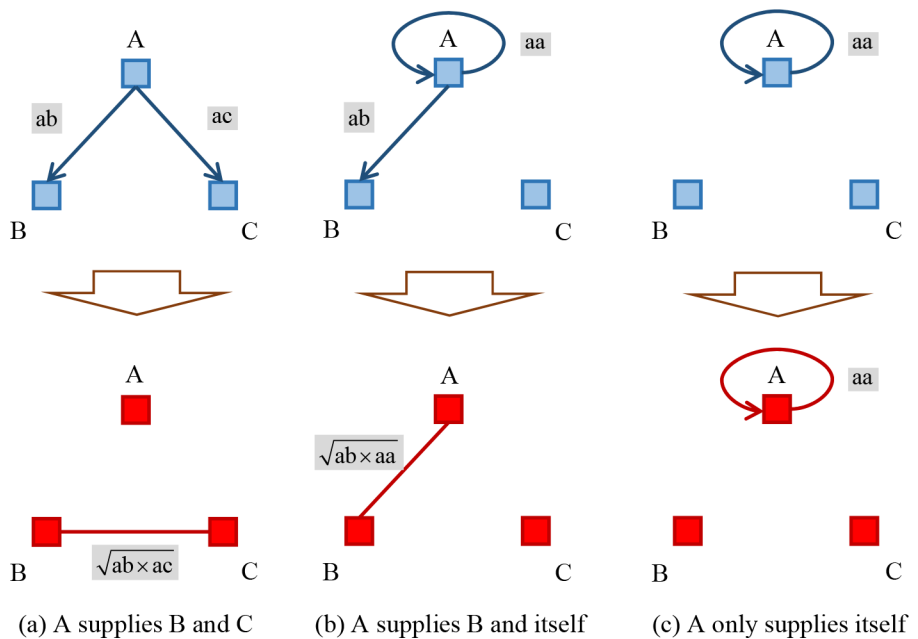 A
ab
ac
B
C
A
aa
ab
B
C
A
aa
B
C
A
B
C
√ab × ac
A
√ab × aa
B
C
A
aa
B
C
(a) A supplies B and C
(b) A supplies B and itself
(c) A only supplies itself